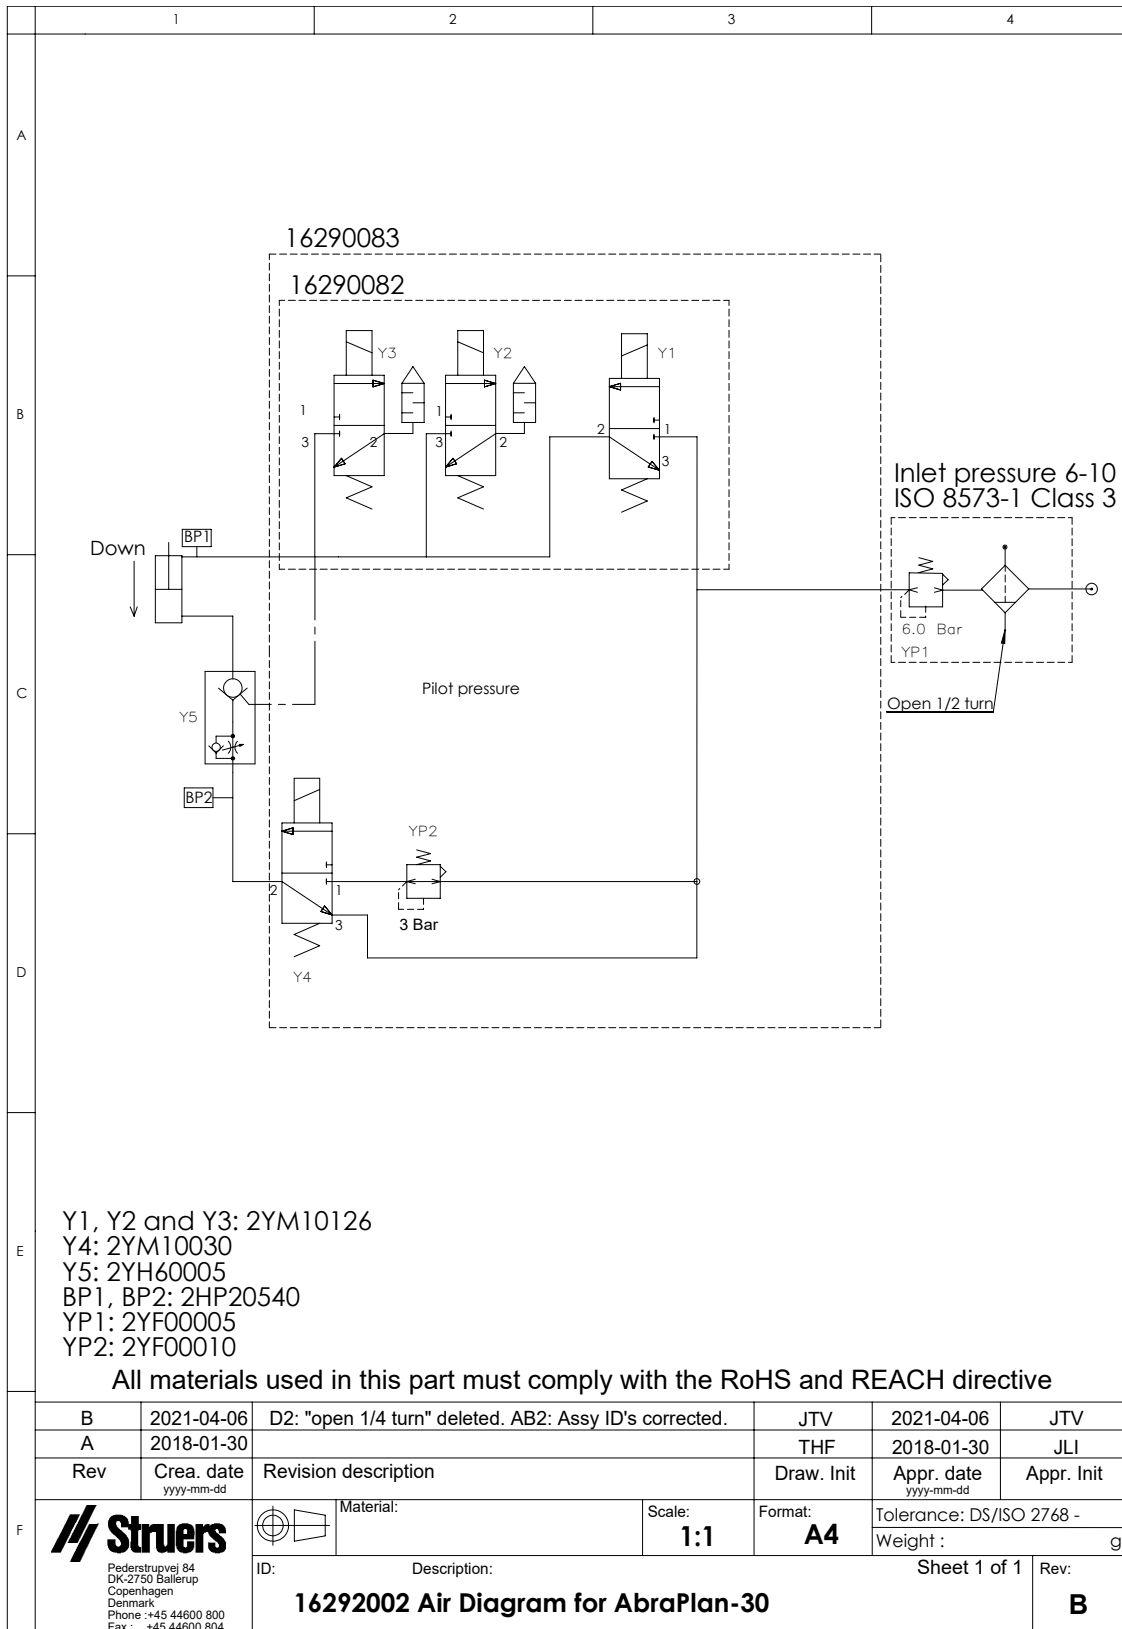 1 2 3 4
A
16290083
16290082
Y3 Y2 Y1
B
1 1
3 2 3 2 2 1
3
Inlet pressure 6-10
ISO 8573-1 Class 3
BP1
Down
6.0 Bar
YP1
C
Pilot pressure
Open 1/2 turn
Y5
BP2
YP2
2 1
3 Bar
3
D
Y4
Y1, Y2 and Y3: 2YM10126
E
Y4: 2YM10030
Y5: 2YH60005
BP1, BP2: 2HP20540
YP1: 2YF00005
YP2: 2YF00010
All materials used in this part must comply with the RoHS and REACH directive
B 2021-04-06 D2: "open 1/4 turn" deleted. AB2: Assy ID's corrected. JTV 2021-04-06 JTV
A 2018-01-30 THF 2018-01-30 JLI
Rev Crea. date Revision description Draw. Init Appr. date Appr. Init
yyyy-mm-dd yyyy-mm-dd
F
Struers
Material:
Scale:
1:1
Format:
A4
Tolerance: DS/ISO 2768 -
Weight : g
Pederstrupvej 84
DK-2750 Ballerup
Copenhagen
Denmark
Phone :+45 44600 800
Fax : +45 44600 804
ID: Description: Sheet 1 of 1 Rev:
16292002 Air Diagram for AbraPlan-30 B